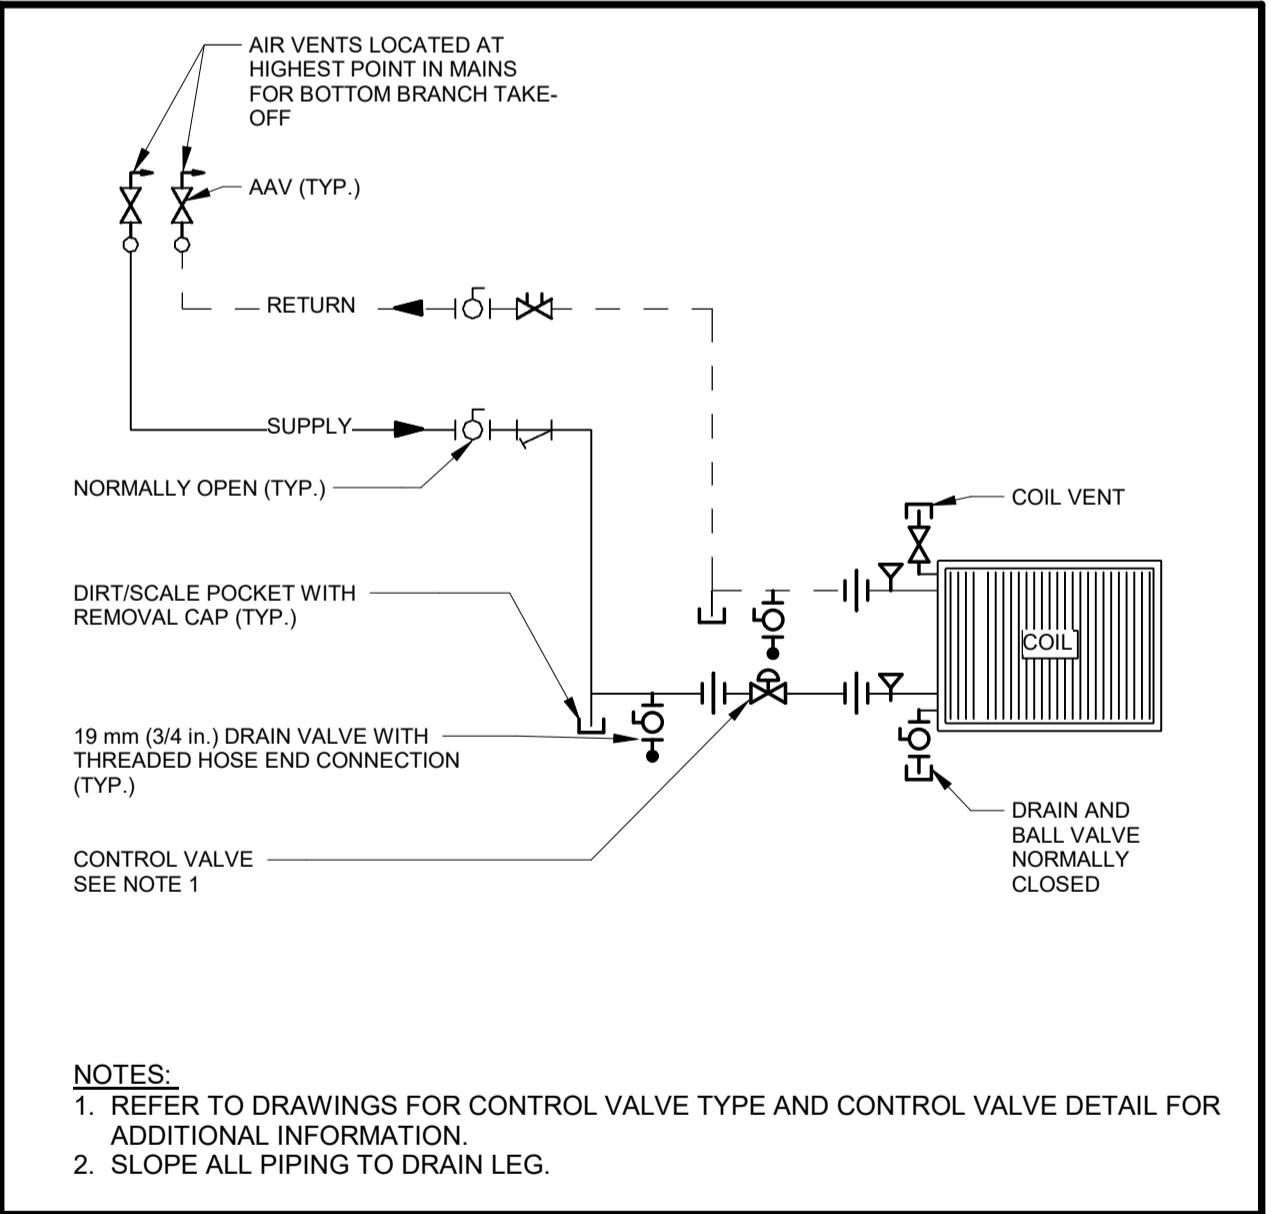 AIR VENTS LOCATED AT
HIGHEST POINT IN MAINS
FOR BOTTOM BRANCH TAKE-
OFF
AAV (TYP.)
RETURN
SUPPLY
NORMALLY OPEN (TYP.)
COIL VENT
DIRT/SCALE POCKET WITH
REMOVAL CAP (TYP.)
COIL
19 mm (3/4 in.) DRAIN VALVE WITH
THREADED HOSE END CONNECTION
(TYP.)
DRAIN AND
BALL VALVE
NORMALLY
CLOSED
CONTROL VALVE
SEE NOTE 1
NOTES:
1. REFER TO DRAWINGS FOR CONTROL VALVE TYPE AND CONTROL VALVE DETAIL FOR
ADDITIONAL INFORMATION.
2. SLOPE ALL PIPING TO DRAIN LEG.